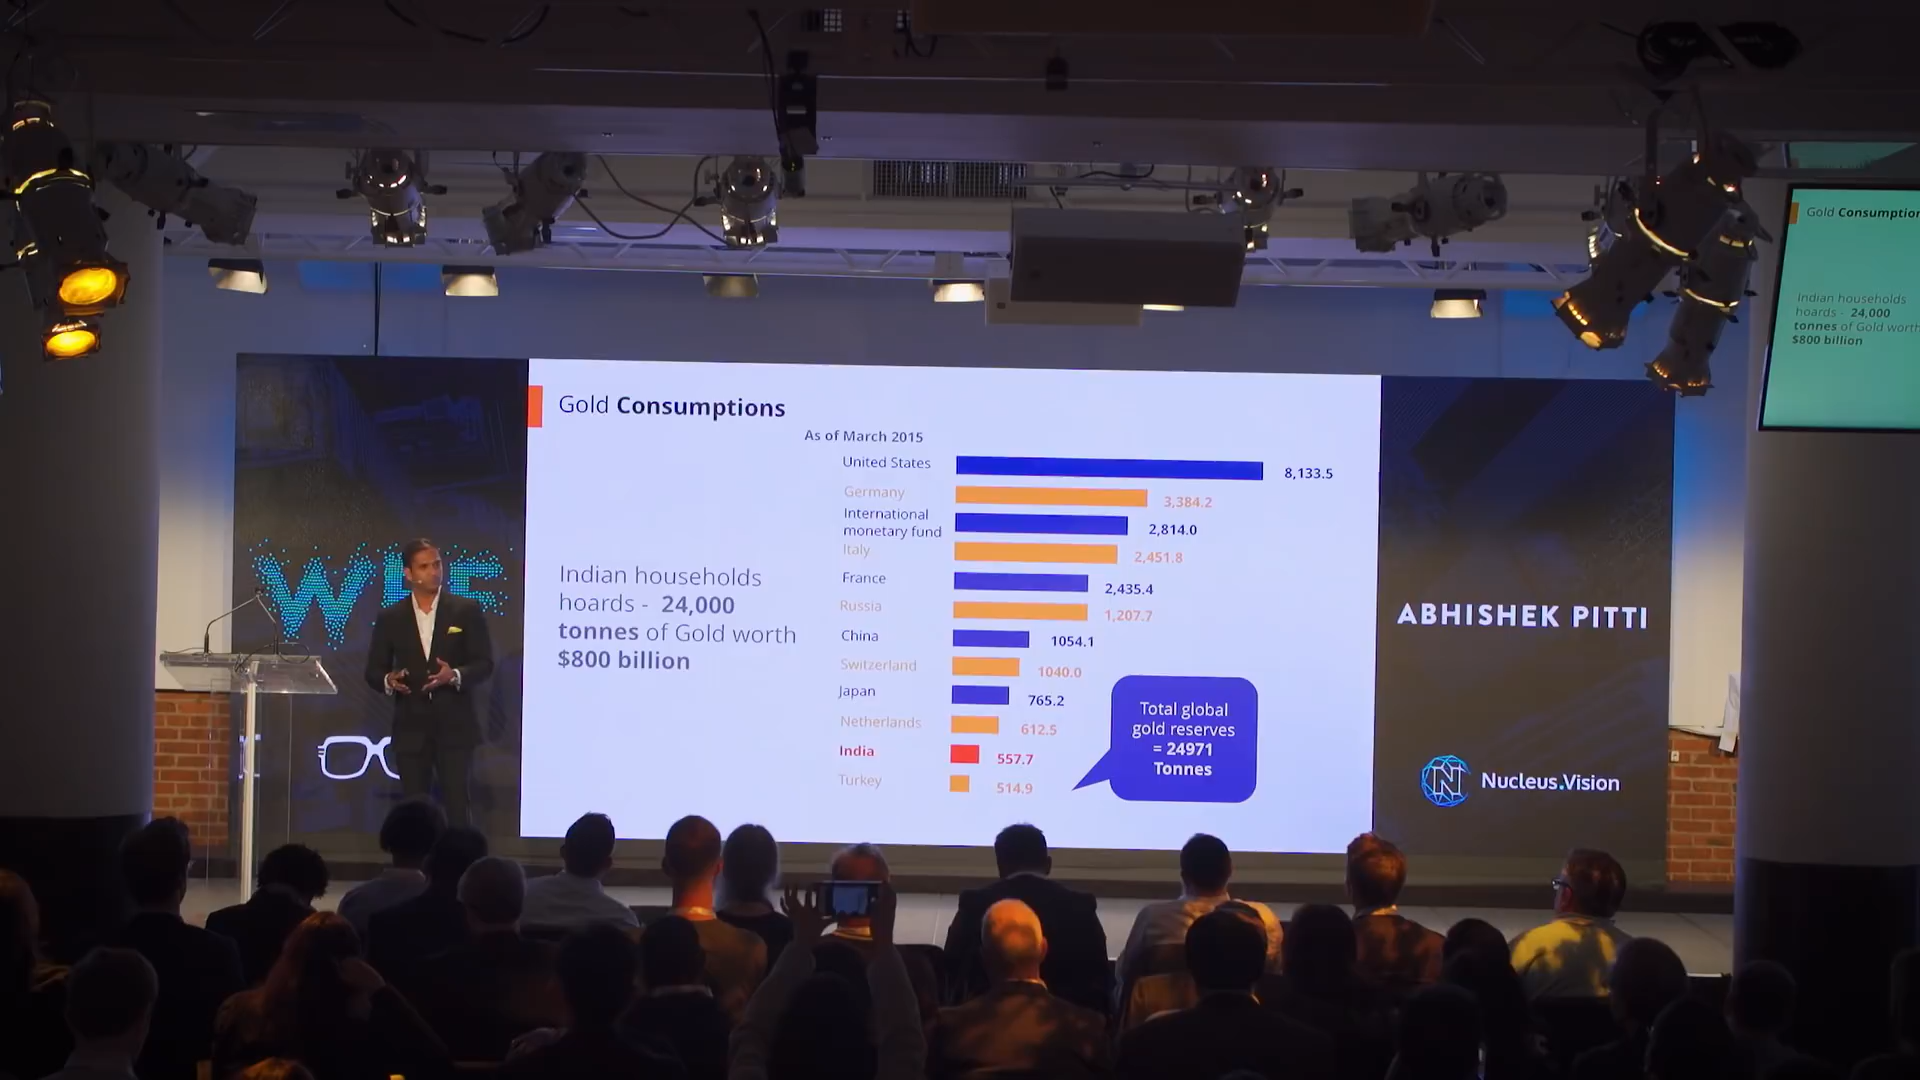 Gold Consumptions
As of March 2015
United States 8,133.5
Germany 3,384.2
International
monetary fund 2,814.0
Italy 2,451.8
France 2,435.4
Russia 1,207.7
China 1054.1
Switzerland 1040.0
Japan 765.2
Netherlands 612.5
India 557.7
Turkey 514.9
Indian households
hoards - 24,000
tonnes of Gold worth
$800 billion
Total global
gold reserves
= 24971
Tonnes
ABHISHEK PITTI
Nucleus.Vision
Gold
Indian households
hoards - 24,000
tonnes of Gold worth
$800 billion